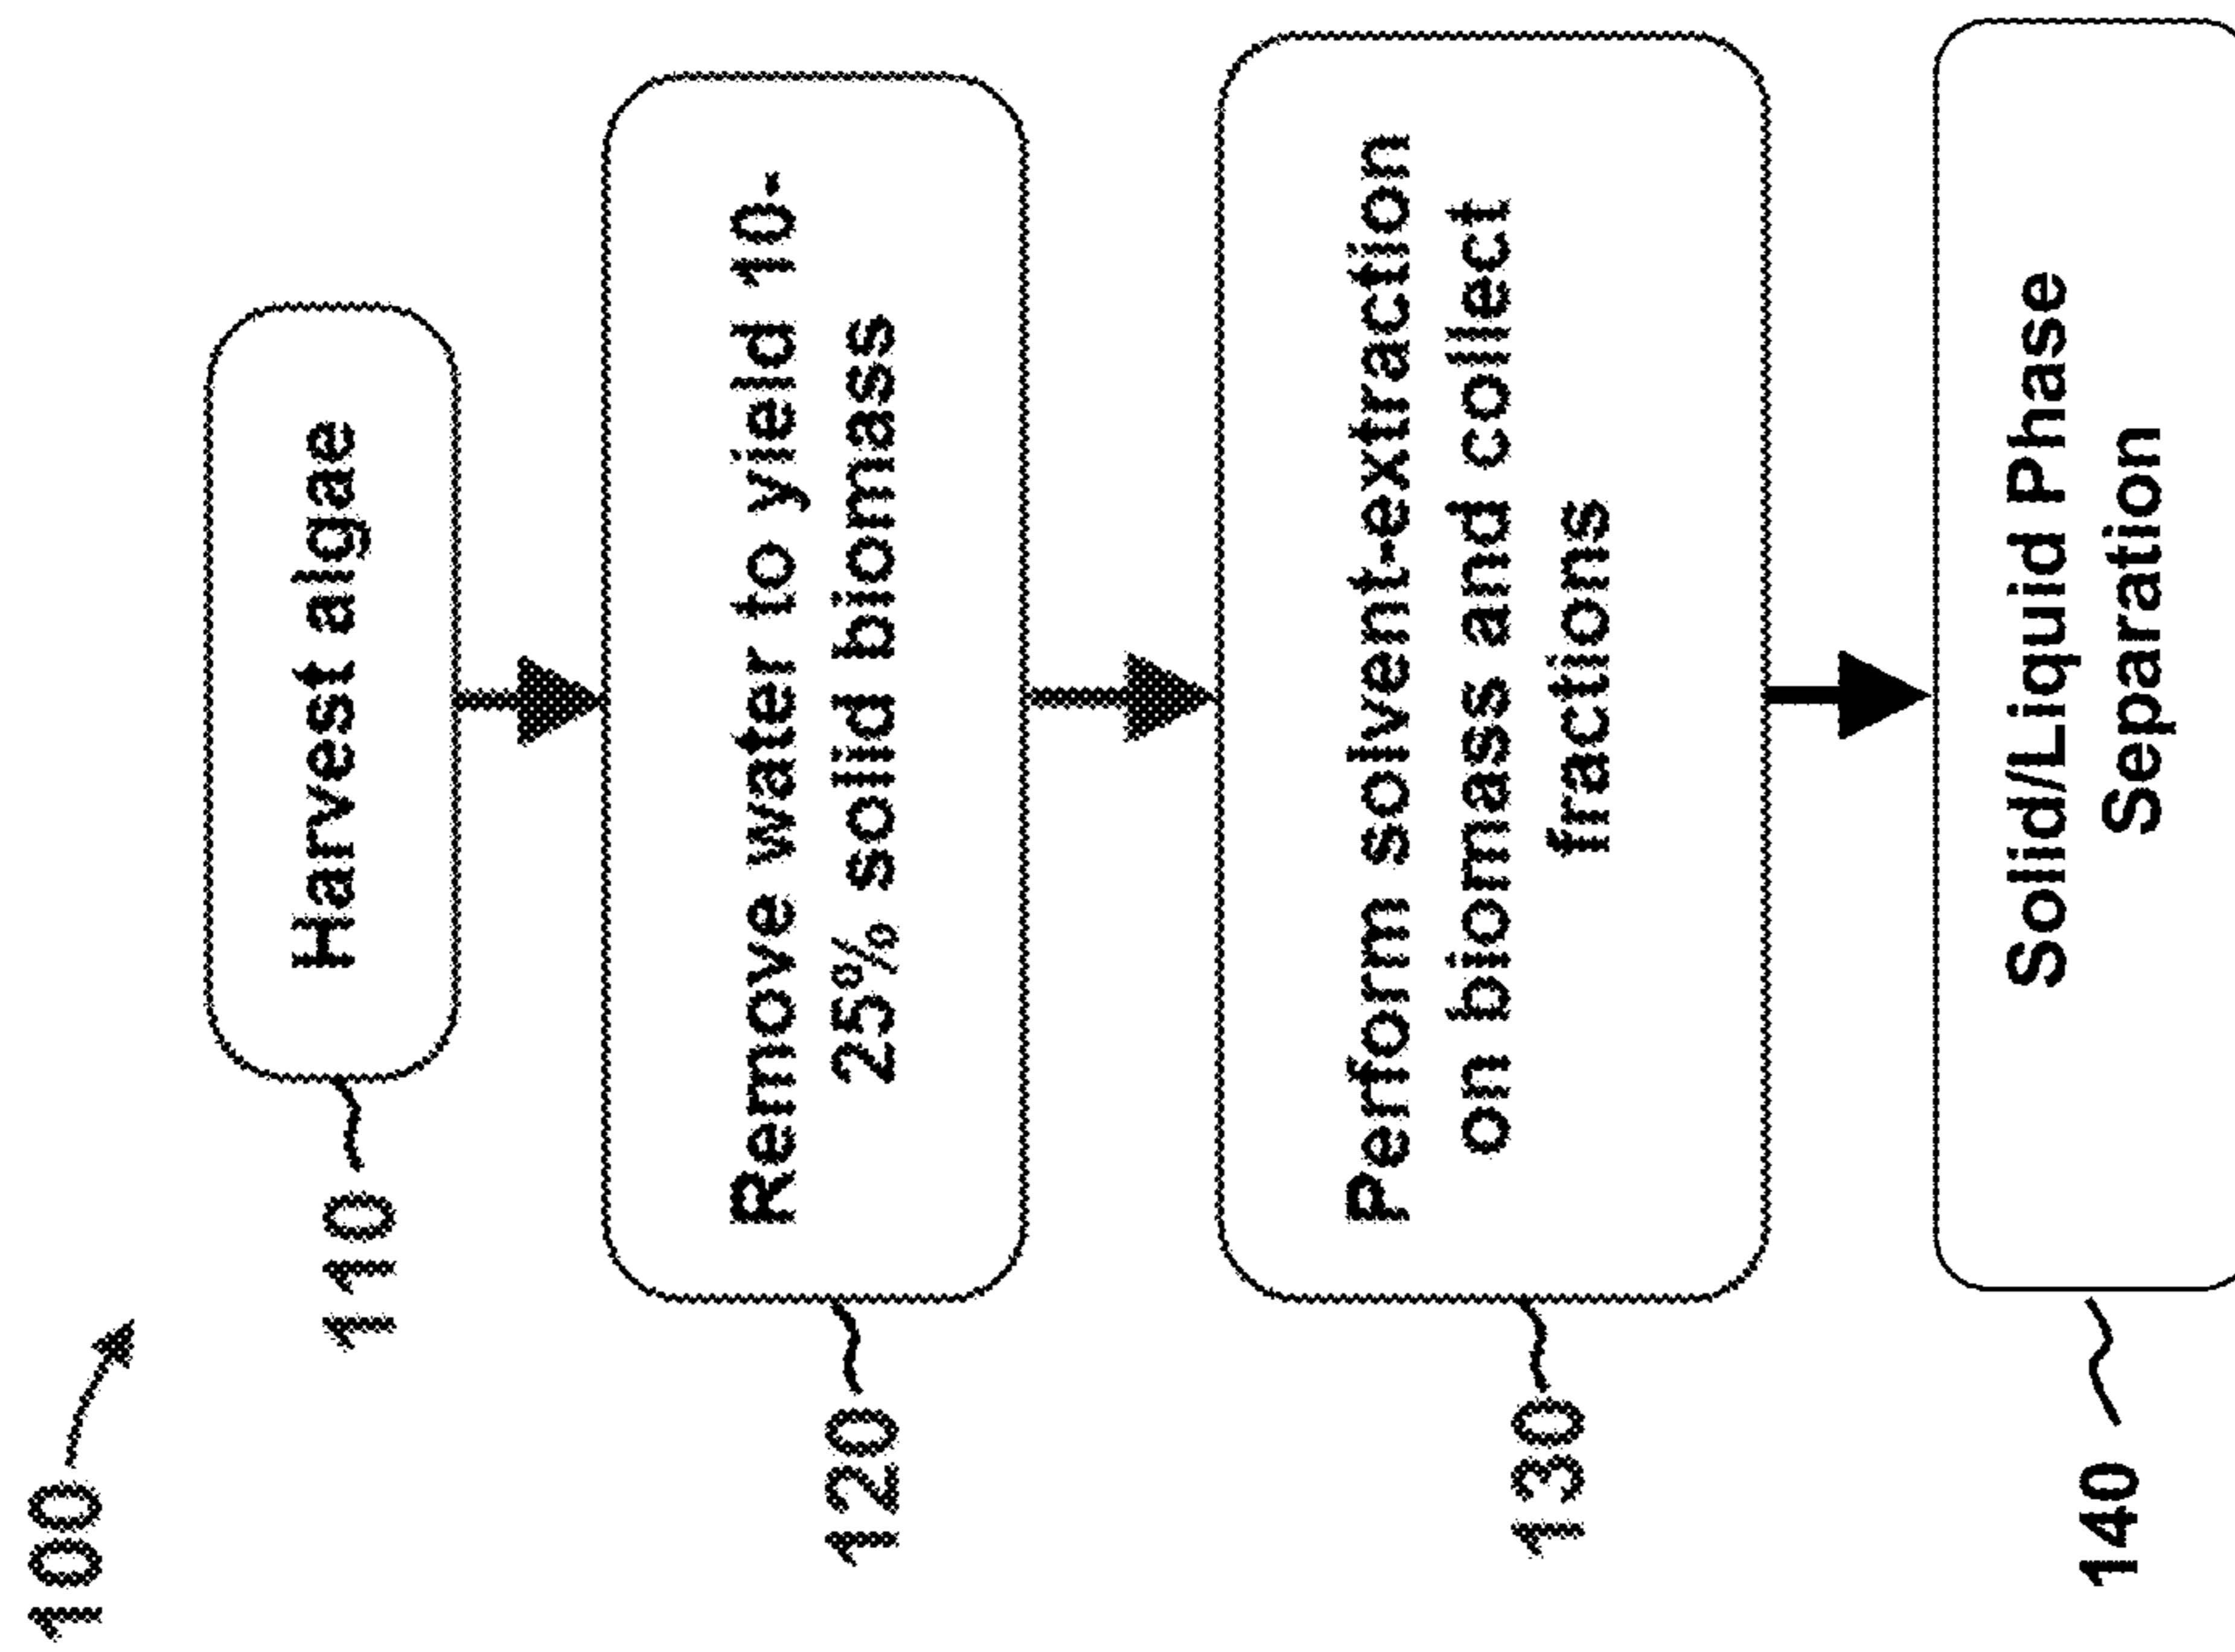 100
110
Harvest algae
120
Remove water to yield 10-
25% solid biomass
130
Perform solvent-extraction
on biomass and collect
fractions
140
Solid/Liquid Phase
Separation